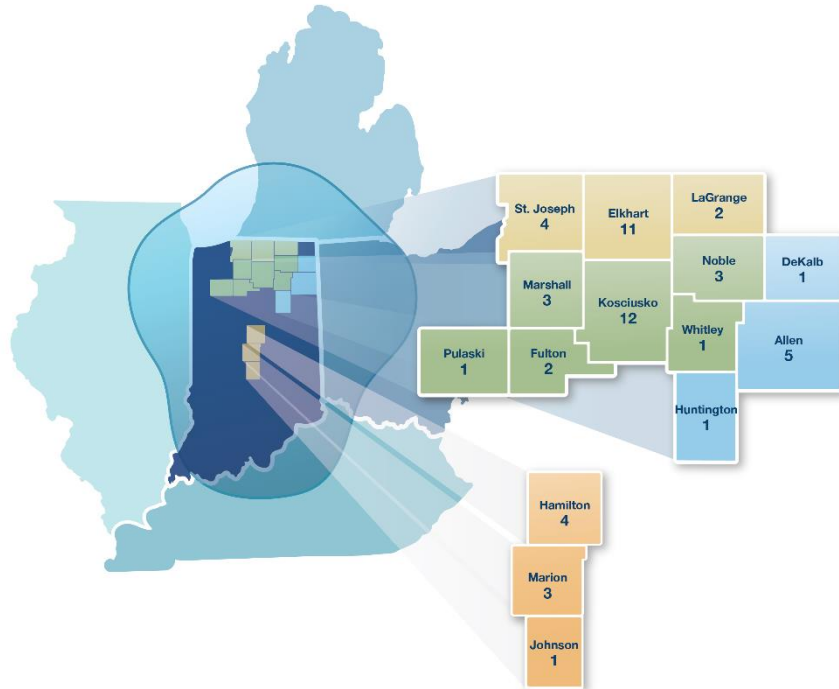 St. Joseph
4
Elkhart
11
LaGrange
2
Marshall
3
Kosciusko
12
Noble
3
DeKalb
1
Pulaski
1
Fulton
2
Whitley
1
Allen
5
Huntington
1
Hamilton
4
Marion
3
Johnson
1